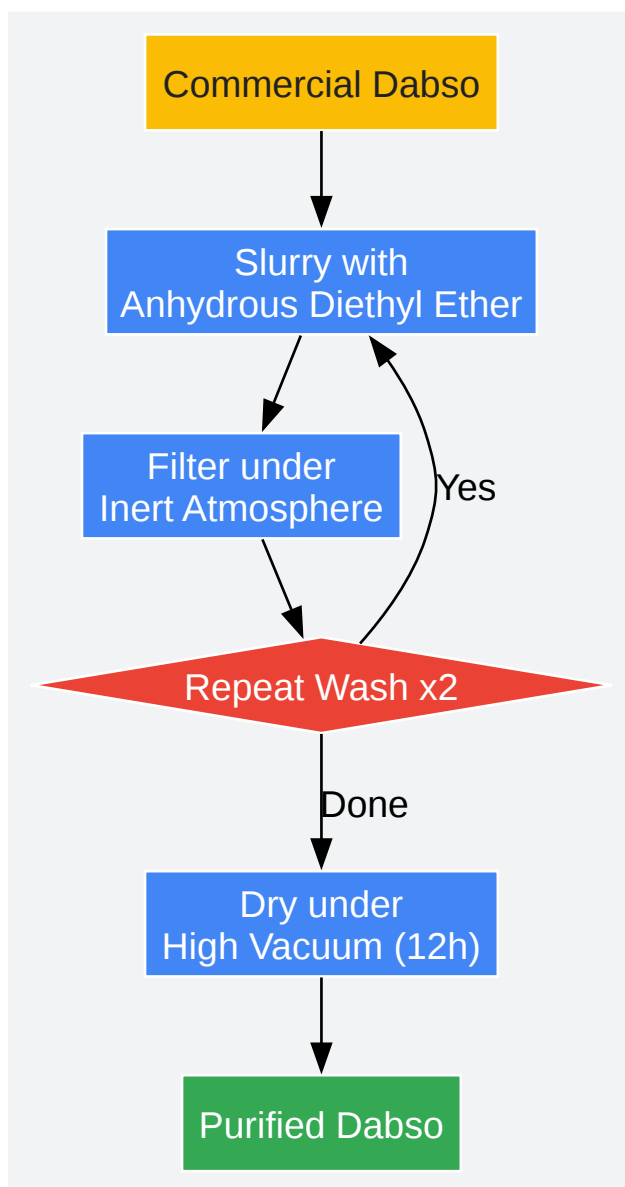 Commercial Dabso
Slurry with
Anhydrous Diethyl Ether
Filter under
Inert Atmosphere
Yes
Repeat Wash x2
Done
Dry under
High Vacuum (12h)
Purified Dabso